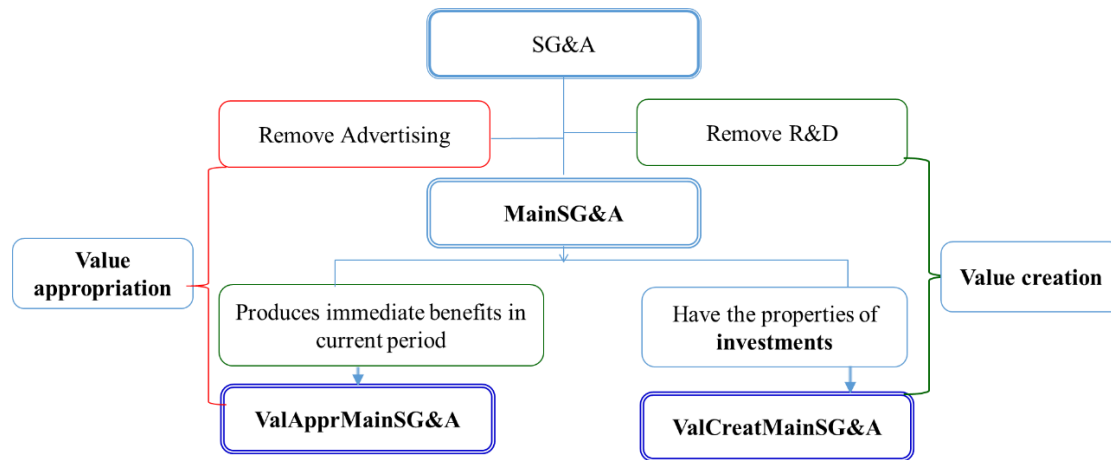 SG&A
Remove Advertising
Remove R&D
MainSG&A
Value
appropriation
Value creation
Produces immediate benefits in
current period
Have the properties of
investments
ValApprMainSG&A
ValCreatMainSG&A